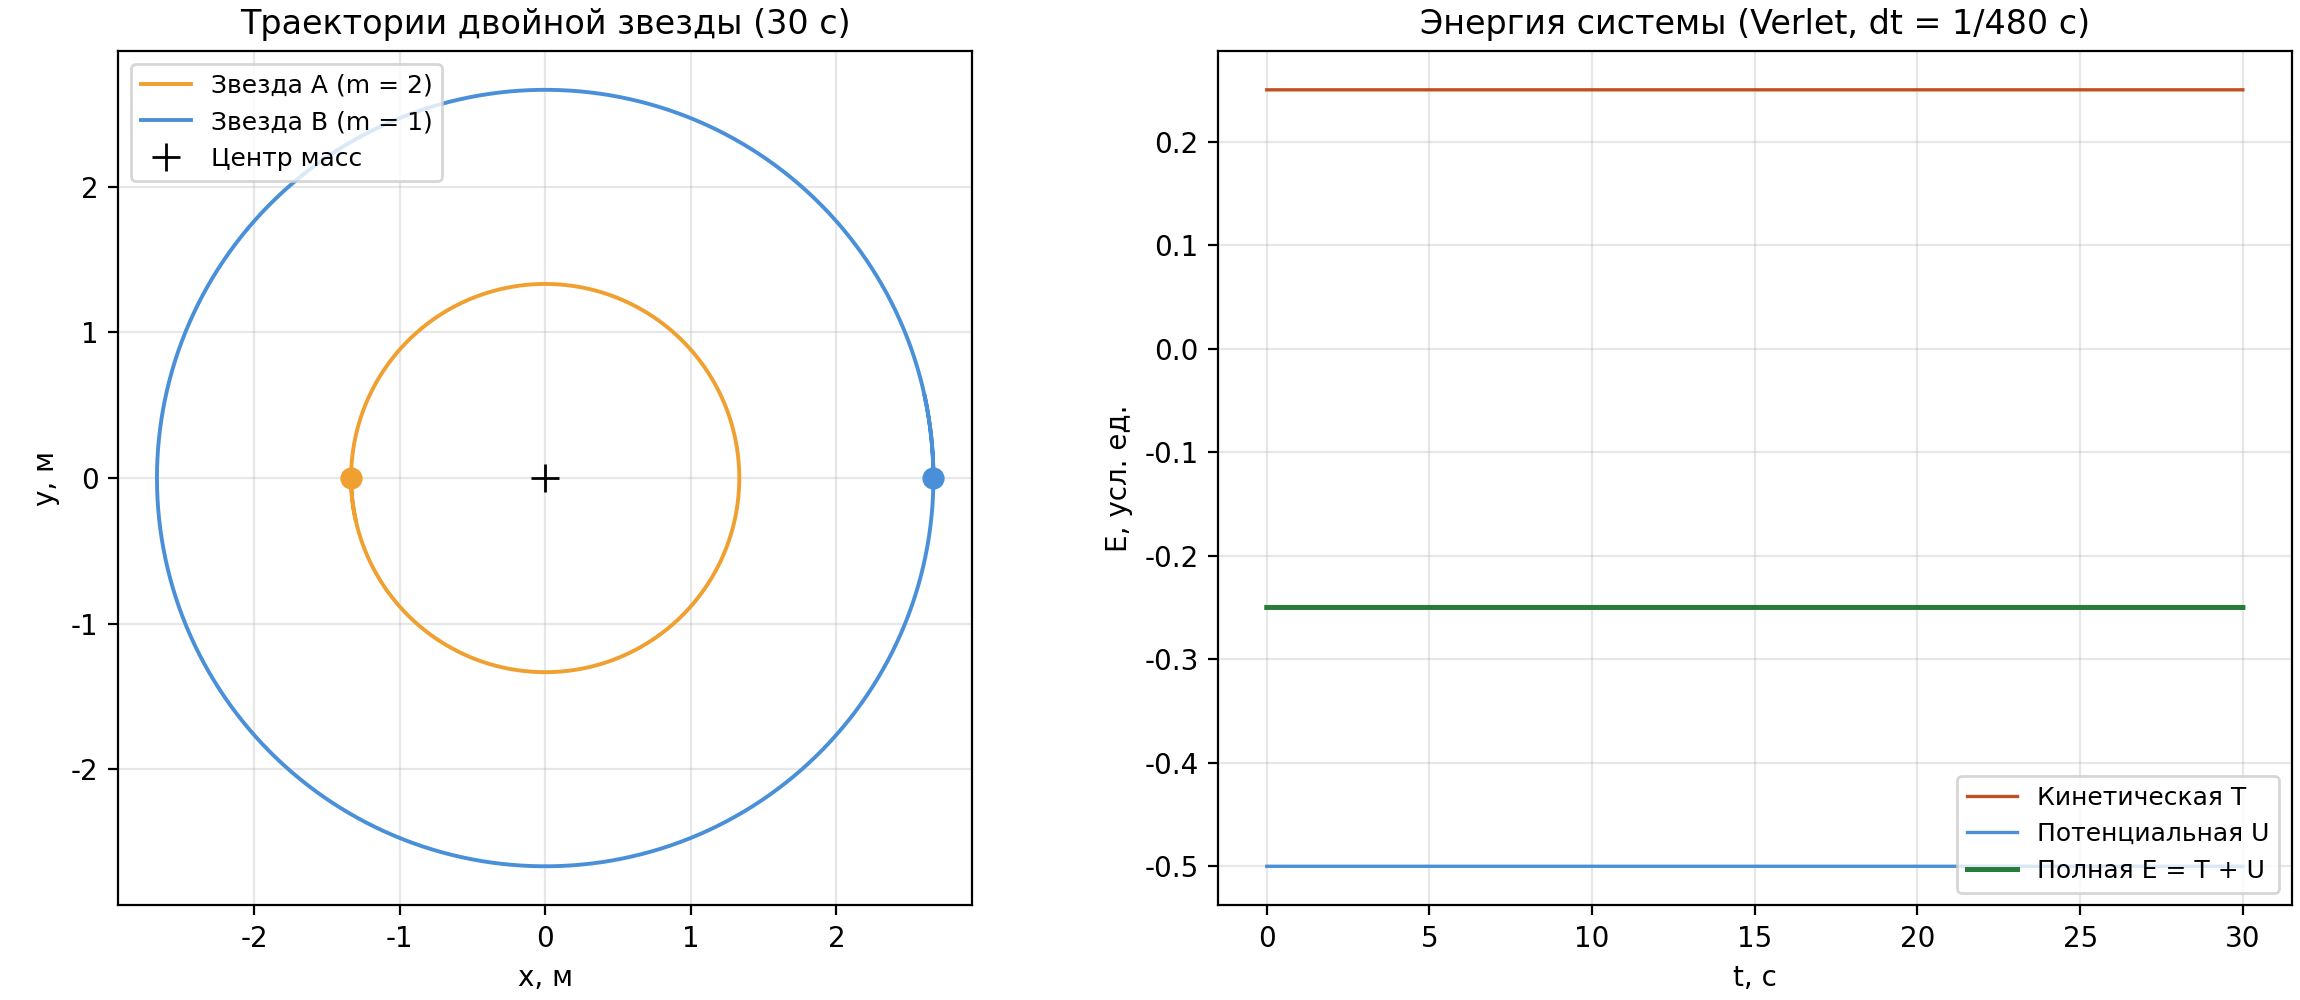 Траектории двойной звезды (30 с)
Звезда A (m = 2)
Звезда B (m = 1)
Центр масс
2
1
0
-1
-2
y, м
-2
-1
0
1
2
x, м
Энергия системы (Verlet, dt = 1/480 с)
0.2
0.1
0.0
-0.1
-0.2
-0.3
-0.4
-0.5
E, усл. ед.
Кинетическая T
Потенциальная U
Полная E = T + U
0
5
10
15
20
25
30
t, с